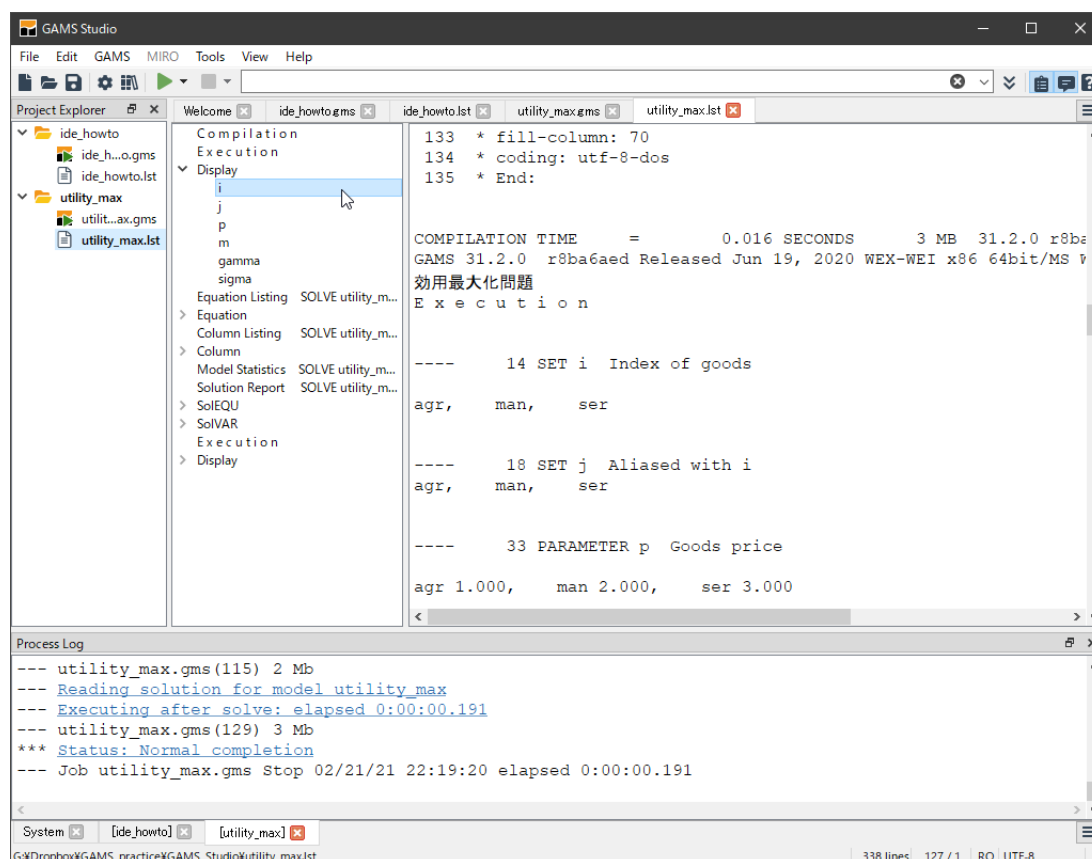 GAMS Studio
File Edit GAMS MIRO Tools View Help
Project Explorer
Welcome ide_howto.gms ide_howto.lst utility_max.gms utility_max.lst
ide_howto
ide_h...o.gms
ide_howto.lst
utility_max
utilit...ax.gms
utility_max.lst
Compilation
Execution
Display
i
j
p
m
gamma
sigma
Equation Listing SOLVE utility_m...
Equation
Column Listing SOLVE utility_m...
Column
Model Statistics SOLVE utility_m...
Solution Report SOLVE utility_m...
SolEQU
SolVAR
Execution
Display
133 * fill-column: 70
134 * coding: utf-8-dos
135 * End:
COMPILATION TIME = 0.016 SECONDS 3 MB 31.2.0 r8ba
GAMS 31.2.0 r8ba6aed Released Jun 19, 2020 WEX-WEI x86 64bit/MS W
効用最大化問題
E x e c u t i o n
---- 14 SET i Index of goods
agr, man, ser
---- 18 SET j Aliased with i
agr, man, ser
---- 33 PARAMETER p Goods price
agr 1.000, man 2.000, ser 3.000
Process Log
--- utility_max.gms(115) 2 Mb
--- Reading solution for model utility_max
--- Executing after solve: elapsed 0:00:00.191
--- utility_max.gms(129) 3 Mb
*** Status: Normal completion
--- Job utility_max.gms Stop 02/21/21 22:19:20 elapsed 0:00:00.191
System [ide_howto] [utility_max]
G:¥Dropbox¥GAMS_practice¥GAMS_Studio¥utility_max.lst 338 lines 127 / 1 RO UTF-8